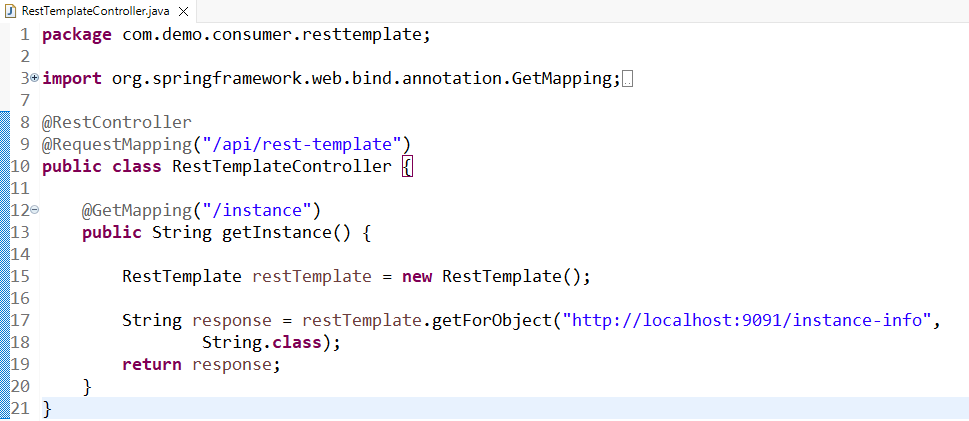 RestTemplateController.java
1 package com.demo.consumer.resttemplate;
2
3 import org.springframework.web.bind.annotation.GetMapping;
7
8 @RestController
9 @RequestMapping("/api/rest-template")
10 public class RestTemplateController {
11
12 @GetMapping("/instance")
13 public String getInstance() {
14
15 RestTemplate restTemplate = new RestTemplate();
16
17 String response = restTemplate.getForObject("http://localhost:9091/instance-info",
18 String.class);
19 return response;
20 }
21 }